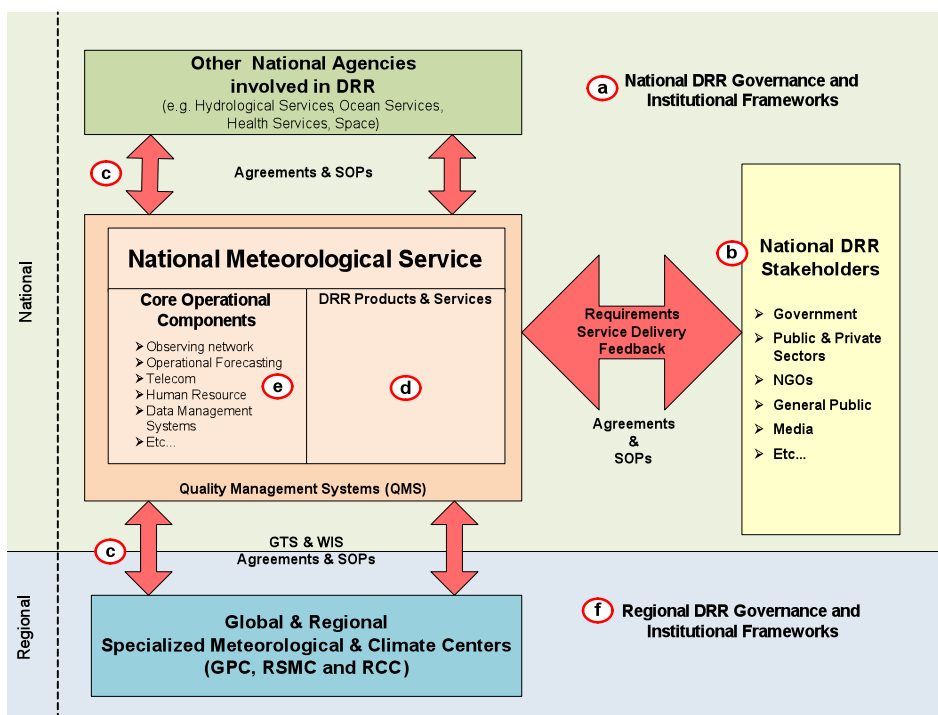 Other National Agencies
involved in DRR
(e.g. Hydrological Services, Ocean Services,
Health Services, Space)
a
National DRR Governance and
Institutional Frameworks
c
Agreements & SOPs
National
National Meteorological Service
Core Operational
Components
➢ Observing network
➢ Operational Forecasting
➢ Telecom
➢ Human Resource
➢ Data Management
Systems
➢ Etc...
e
DRR Products & Services
d
Quality Management Systems (QMS)
Requirements
Service Delivery
Feedback
Agreements
&
SOPs
b
National DRR
Stakeholders
➢ Government
➢ Public & Private
Sectors
➢ NGOs
➢ General Public
➢ Media
➢ Etc...
c
GTS & WIS
Agreements & SOPs
Regional
Global & Regional
Specialized Meteorological & Climate Centers
(GPC, RSMC and RCC)
f
Regional DRR Governance and
Institutional Frameworks